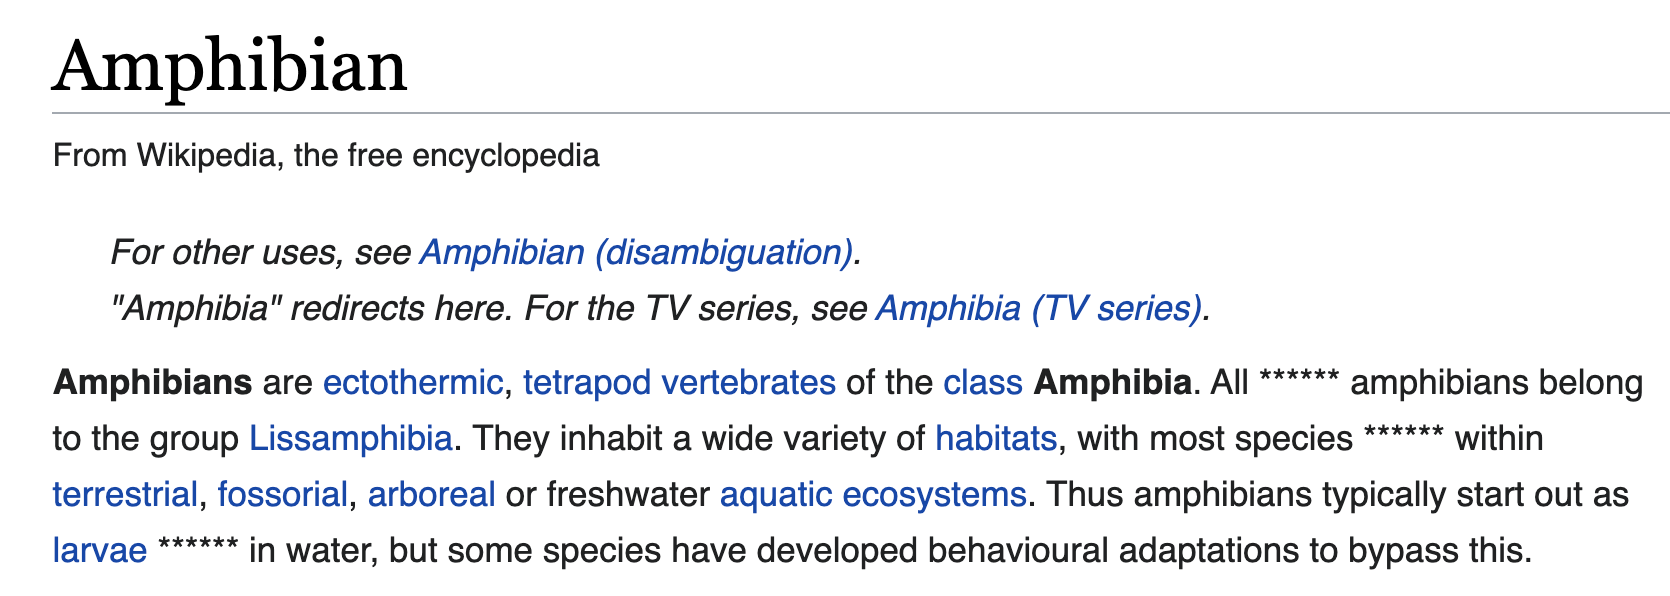 Amphibian
From Wikipedia, the free encyclopedia
For other uses, see Amphibian (disambiguation).
"Amphibia" redirects here. For the TV series, see Amphibia (TV series).
Amphibians are ectothermic, tetrapod vertebrates of the class Amphibia. All ****** amphibians belong
to the group Lissamphibia. They inhabit a wide variety of habitats, with most species ****** within
terrestrial, fossorial, arboreal or freshwater aquatic ecosystems. Thus amphibians typically start out as
larvae ****** in water, but some species have developed behavioural adaptations to bypass this.